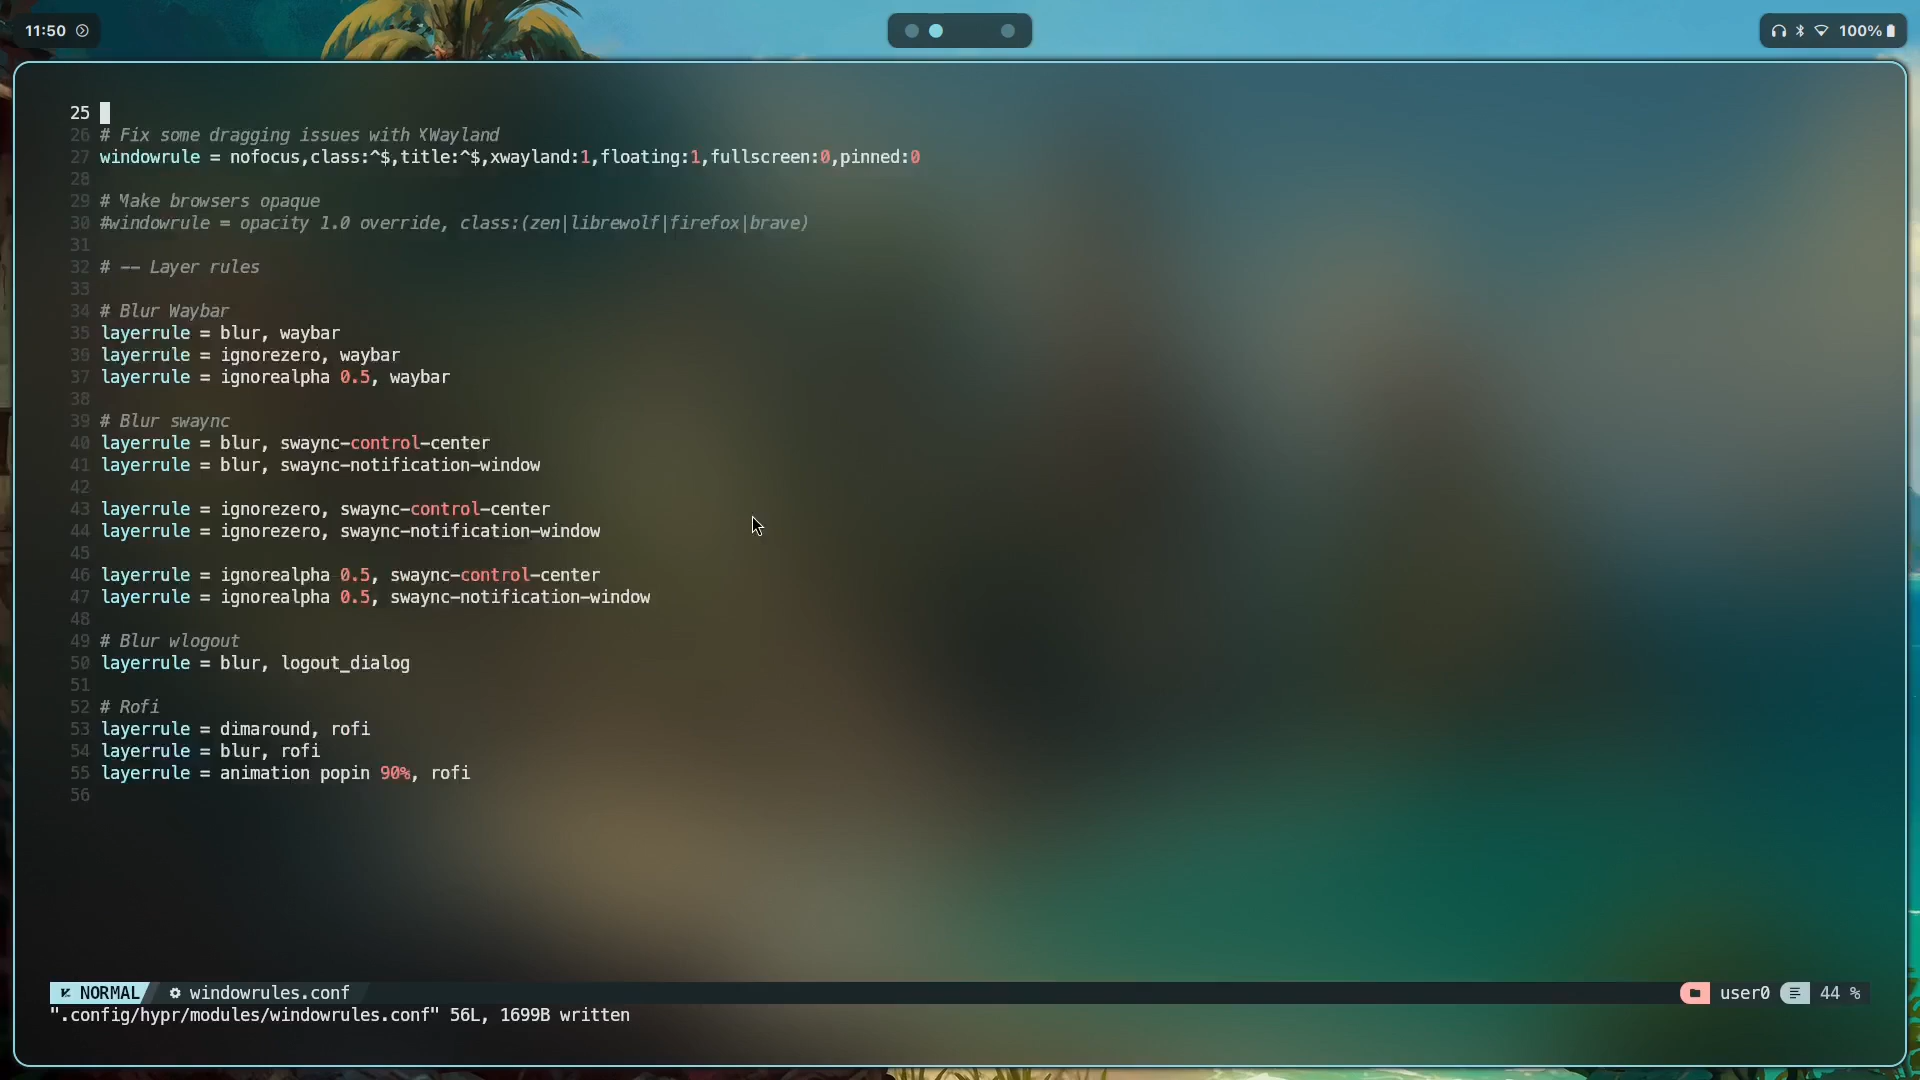 11:50
100%
25
26 # Fix some dragging issues with XWayland
27 windowrule = nofocus,class:^$,title:^$,xwayland:1,floating:1,fullscreen:0,pinned:0
28
29 # Make browsers opaque
30 #windowrule = opacity 1.0 override, class:(zen|librewolf|firefox|brave)
31
32 # -- Layer rules
33
34 # Blur Waybar
35 layerrule = blur, waybar
36 layerrule = ignorezero, waybar
37 layerrule = ignorealpha 0.5, waybar
38
39 # Blur swaync
40 layerrule = blur, swaync-control-center
41 layerrule = blur, swaync-notification-window
42
43 layerrule = ignorezero, swaync-control-center
44 layerrule = ignorezero, swaync-notification-window
45
46 layerrule = ignorealpha 0.5, swaync-control-center
47 layerrule = ignorealpha 0.5, swaync-notification-window
48
49 # Blur wlogout
50 layerrule = blur, logout_dialog
51
52 # Rofi
53 layerrule = dimaround, rofi
54 layerrule = blur, rofi
55 layerrule = animation popin 90%, rofi
56
NORMAL windowrules.conf user0 44 %
".config/hypr/modules/windowrules.conf" 56L, 1699B written